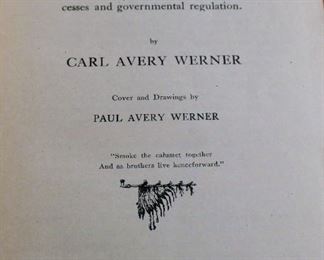 cesses and governmental regulation.
by
CARL AVERY WERNER
Cover and Drawings by
PAUL AVERY WERNER
"Smoke the calumet together
And as brothers live henceforward."